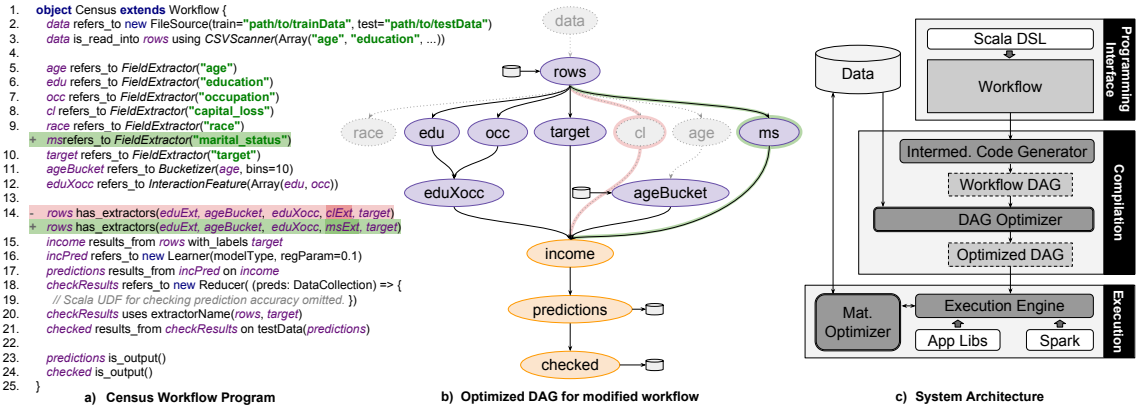 1. object Census extends Workflow {
2. data refers_to new FileSource(train="path/to/trainData", test="path/to/testData")
3. data is_read_into rows using CSVScanner(Array("age", "education", ...))
4.
5. age refers_to FieldExtractor("age")
6. edu refers_to FieldExtractor("education")
7. occ refers_to FieldExtractor("occupation")
8. cl refers_to FieldExtractor("capital_loss")
9. race refers_to FieldExtractor("race")
+ msrefers_to FieldExtractor("marital_status")
10. target refers_to FieldExtractor("target")
11. ageBucket refers_to Bucketizer(age, bins=10)
12. eduXocc refers_to InteractionFeature(Array(edu, occ))
13.
14. - rows has_extractors(eduExt, ageBucket, eduXocc, clExt, target)
+ rows has_extractors(eduExt, ageBucket, eduXocc, msExt, target)
15. income results_from rows with_labels target
16. incPred refers_to new Learner(modelType, regParam=0.1)
17. predictions results_from incPred on income
18. checkResults refers_to new Reducer( (preds: DataCollection) => {
19. // Scala UDF for checking prediction accuracy omitted. })
20. checkResults uses extractorName(rows, target)
21. checked results_from checkResults on testData(predictions)
22.
23. predictions is_output()
24. checked is_output()
25. }
a) Census Workflow Program
data
rows
race
edu
occ
target
cl
age
ms
eduXocc
ageBucket
income
predictions
checked
b) Optimized DAG for modified workflow
Data
Scala DSL
Workflow
Programming
Interface
Intermed. Code Generator
Workflow DAG
DAG Optimizer
Optimized DAG
Compilation
Mat.
Optimizer
Execution Engine
App Libs
Spark
Execution
c) System Architecture